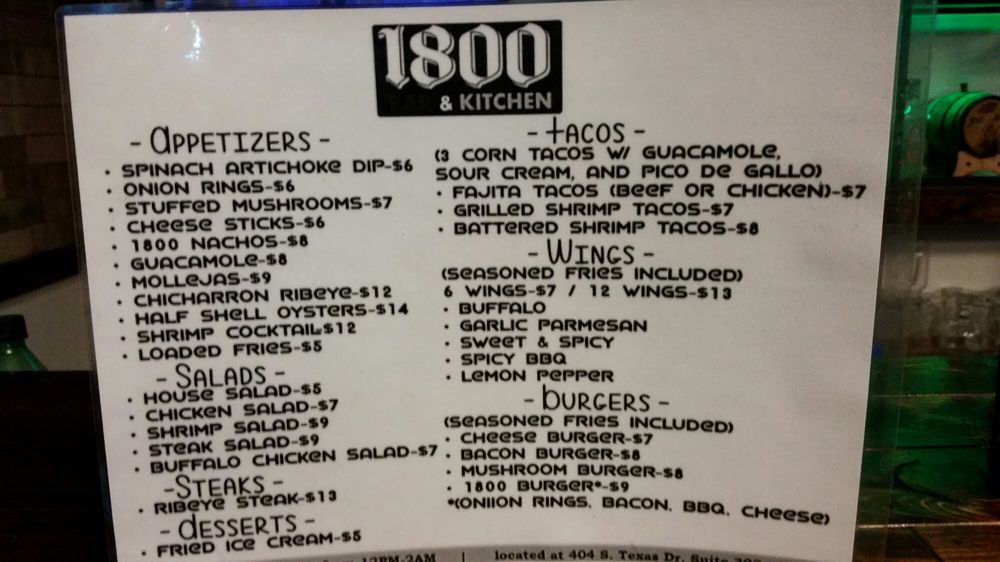 1800
BAR & KITCHEN
- APPETIZERS -
• SPINACH ARTICHOKE DIP-$6
• ONION RINGS-$6
• STUFFED MUSHROOMS-$7
• CHEESE STICKS-$6
• 1800 NACHOS-$8
• GUACAMOLE-$8
• MOLLEJAS-$9
• CHICHARRON RIBEYE-$12
• HALF SHELL OYSTERS-$14
• SHRIMP COCKTAIL-$12
• LOADED FRIES-$5
- SALADS -
• HOUSE SALAD-$5
• CHICKEN SALAD-$7
• SHRIMP SALAD-$9
• STEAK SALAD-$9
• BUFFALO CHICKEN SALAD-$7
-STEAKS -
• RIBEYE STEAK-$13
- DESSERTS -
• FRIED ICE CREAM-$5
- TACOS -
(3 CORN TACOS W/ GUACAMOLE,
SOUR CREAM, AND PICO DE GALLO)
• FAJITA TACOS (BEEF OR CHICKEN)-$7
• GRILLED SHRIMP TACOS-$7
• BATTERED SHRIMP TACOS-$8
- WINGS -
(SEASONED FRIES INCLUDED)
6 WINGS-$7 / 12 WINGS-$13
• BUFFALO
• GARLIC PARMESAN
• SWEET & SPICY
• SPICY BBQ
• LEMON PEPPER
- BURGERS -
(SEASONED FRIES INCLUDED)
• CHEESE BURGER-$7
• BACON BURGER-$8
• MUSHROOM BURGER-$8
• 1800 BURGER*-$9
*(ONIION RINGS, BACON, BBQ, CHEESE)
12PM-2AM | located at 404 S. Texas Dr. Suite